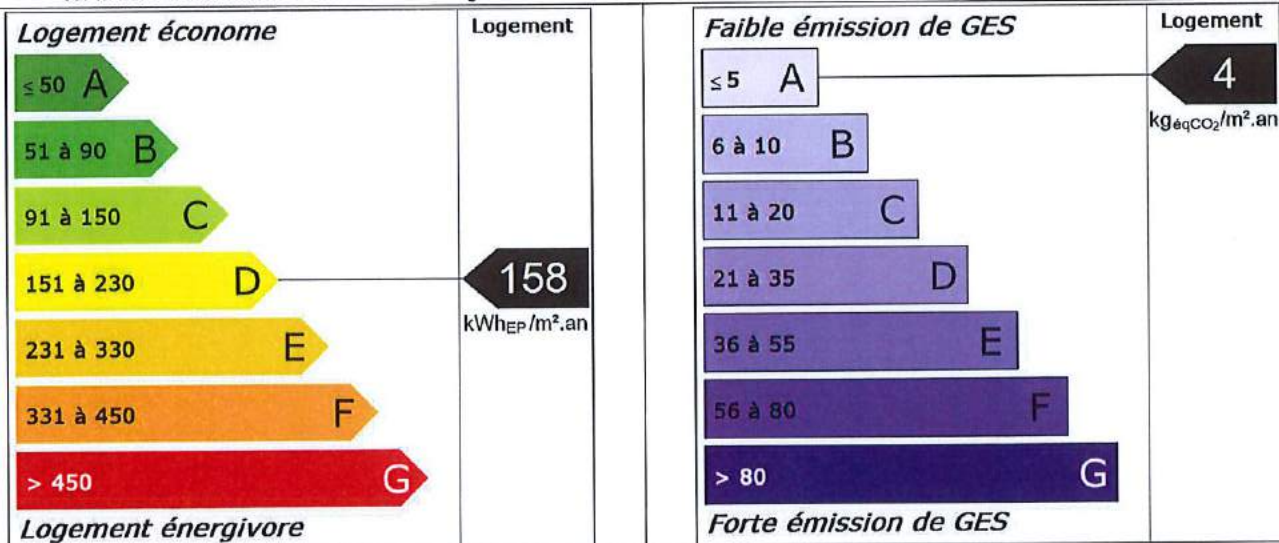 Logement économe
Logement
≤ 50 A
51 à 90 B
91 à 150 C
151 à 230 D
158
kWhEP/m².an
231 à 330 E
331 à 450 F
> 450 G
Logement énergivore
Faible émission de GES
Logement
≤ 5 A
4
kgéqCO₂/m².an
6 à 10 B
11 à 20 C
21 à 35 D
36 à 55 E
56 à 80 F
> 80 G
Forte émission de GES